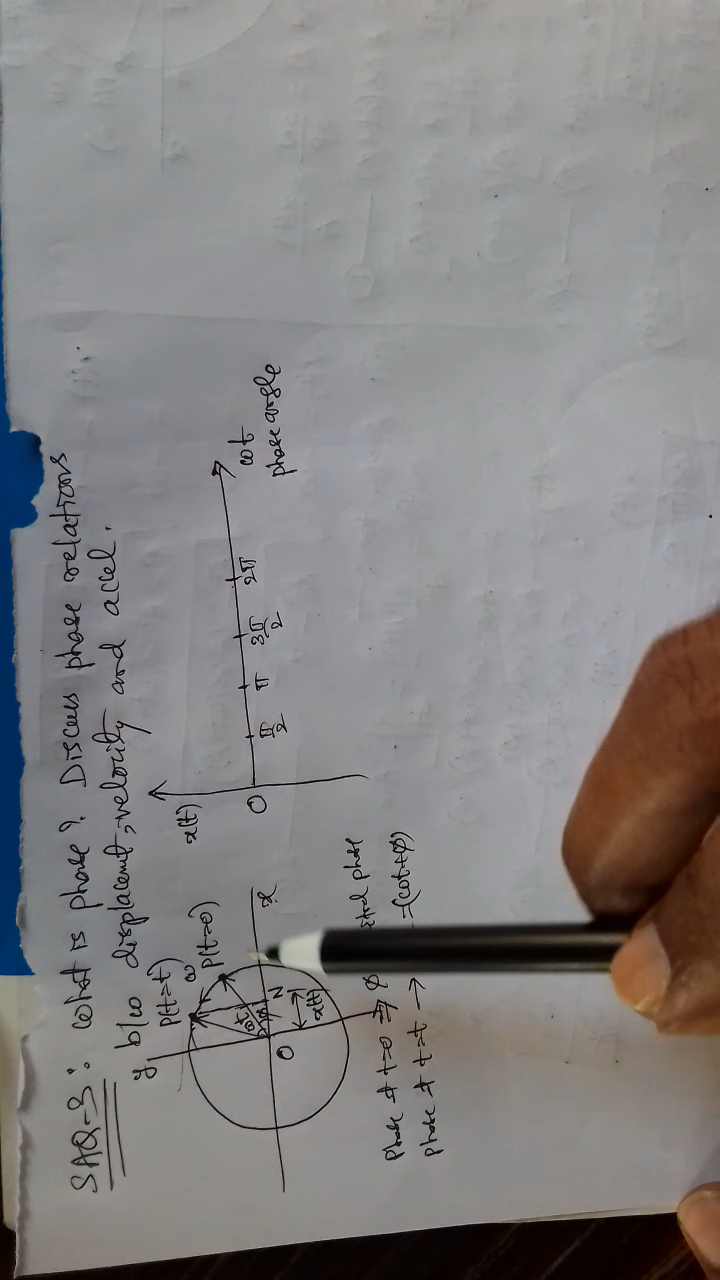 SAQ-3: What is phase? Discuss phase relations
b/w displacement, velocity and accel.
y
P(t=t)
ω
P(t=0)
ωt
φ
O
N
x
x(t)
x(t)
O
π/2
π
3π/2
2π
ωt
phase angle
Phase at t=0 ⇒ φ phase
Phase at t=t → =(ωt+φ)